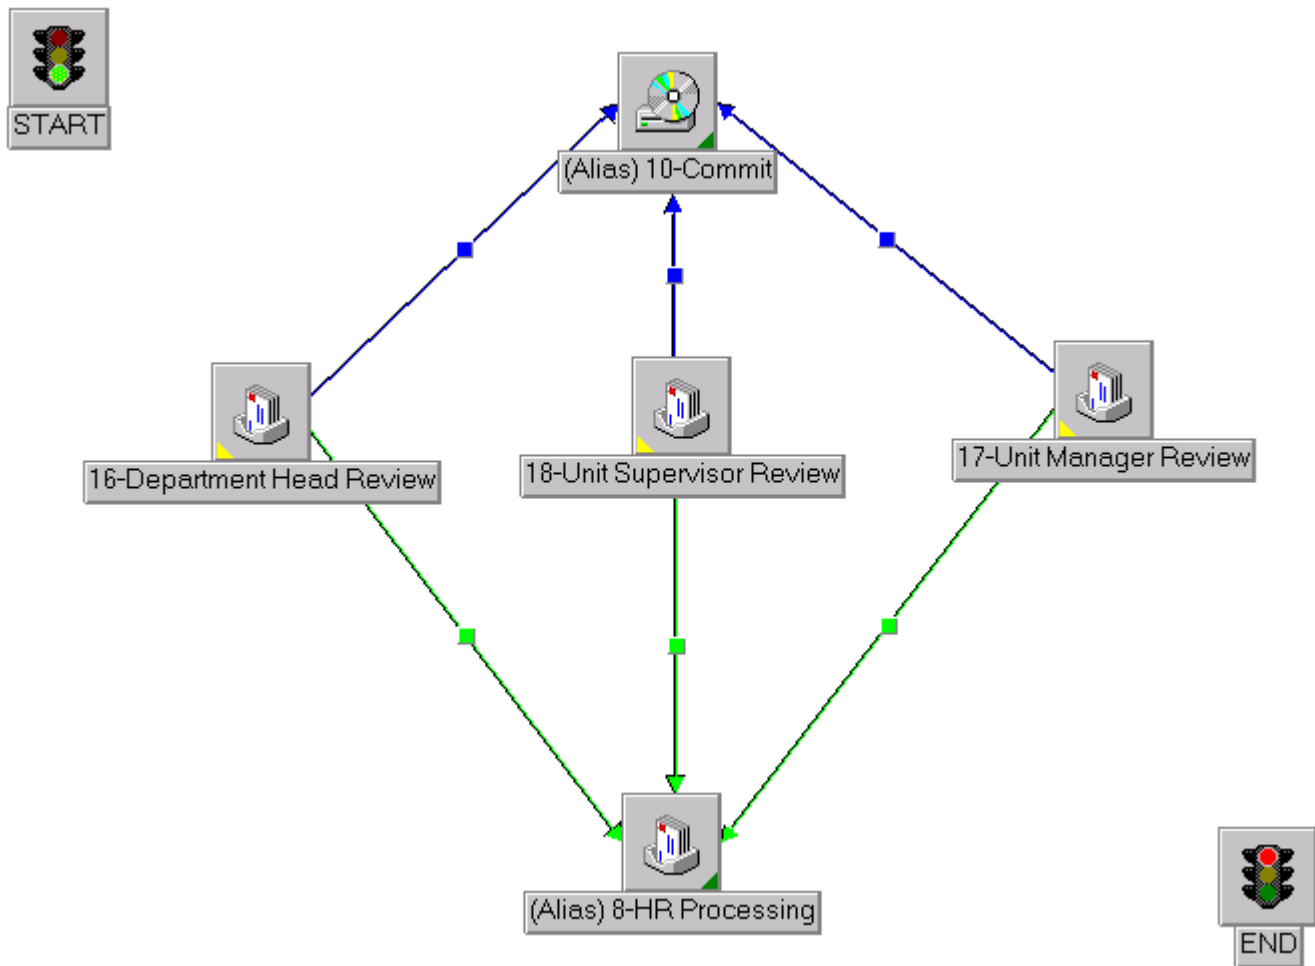 START
(Alias) 10-Commit
16-Department Head Review
18-Unit Supervisor Review
17-Unit Manager Review
(Alias) 8-HR Processing
END